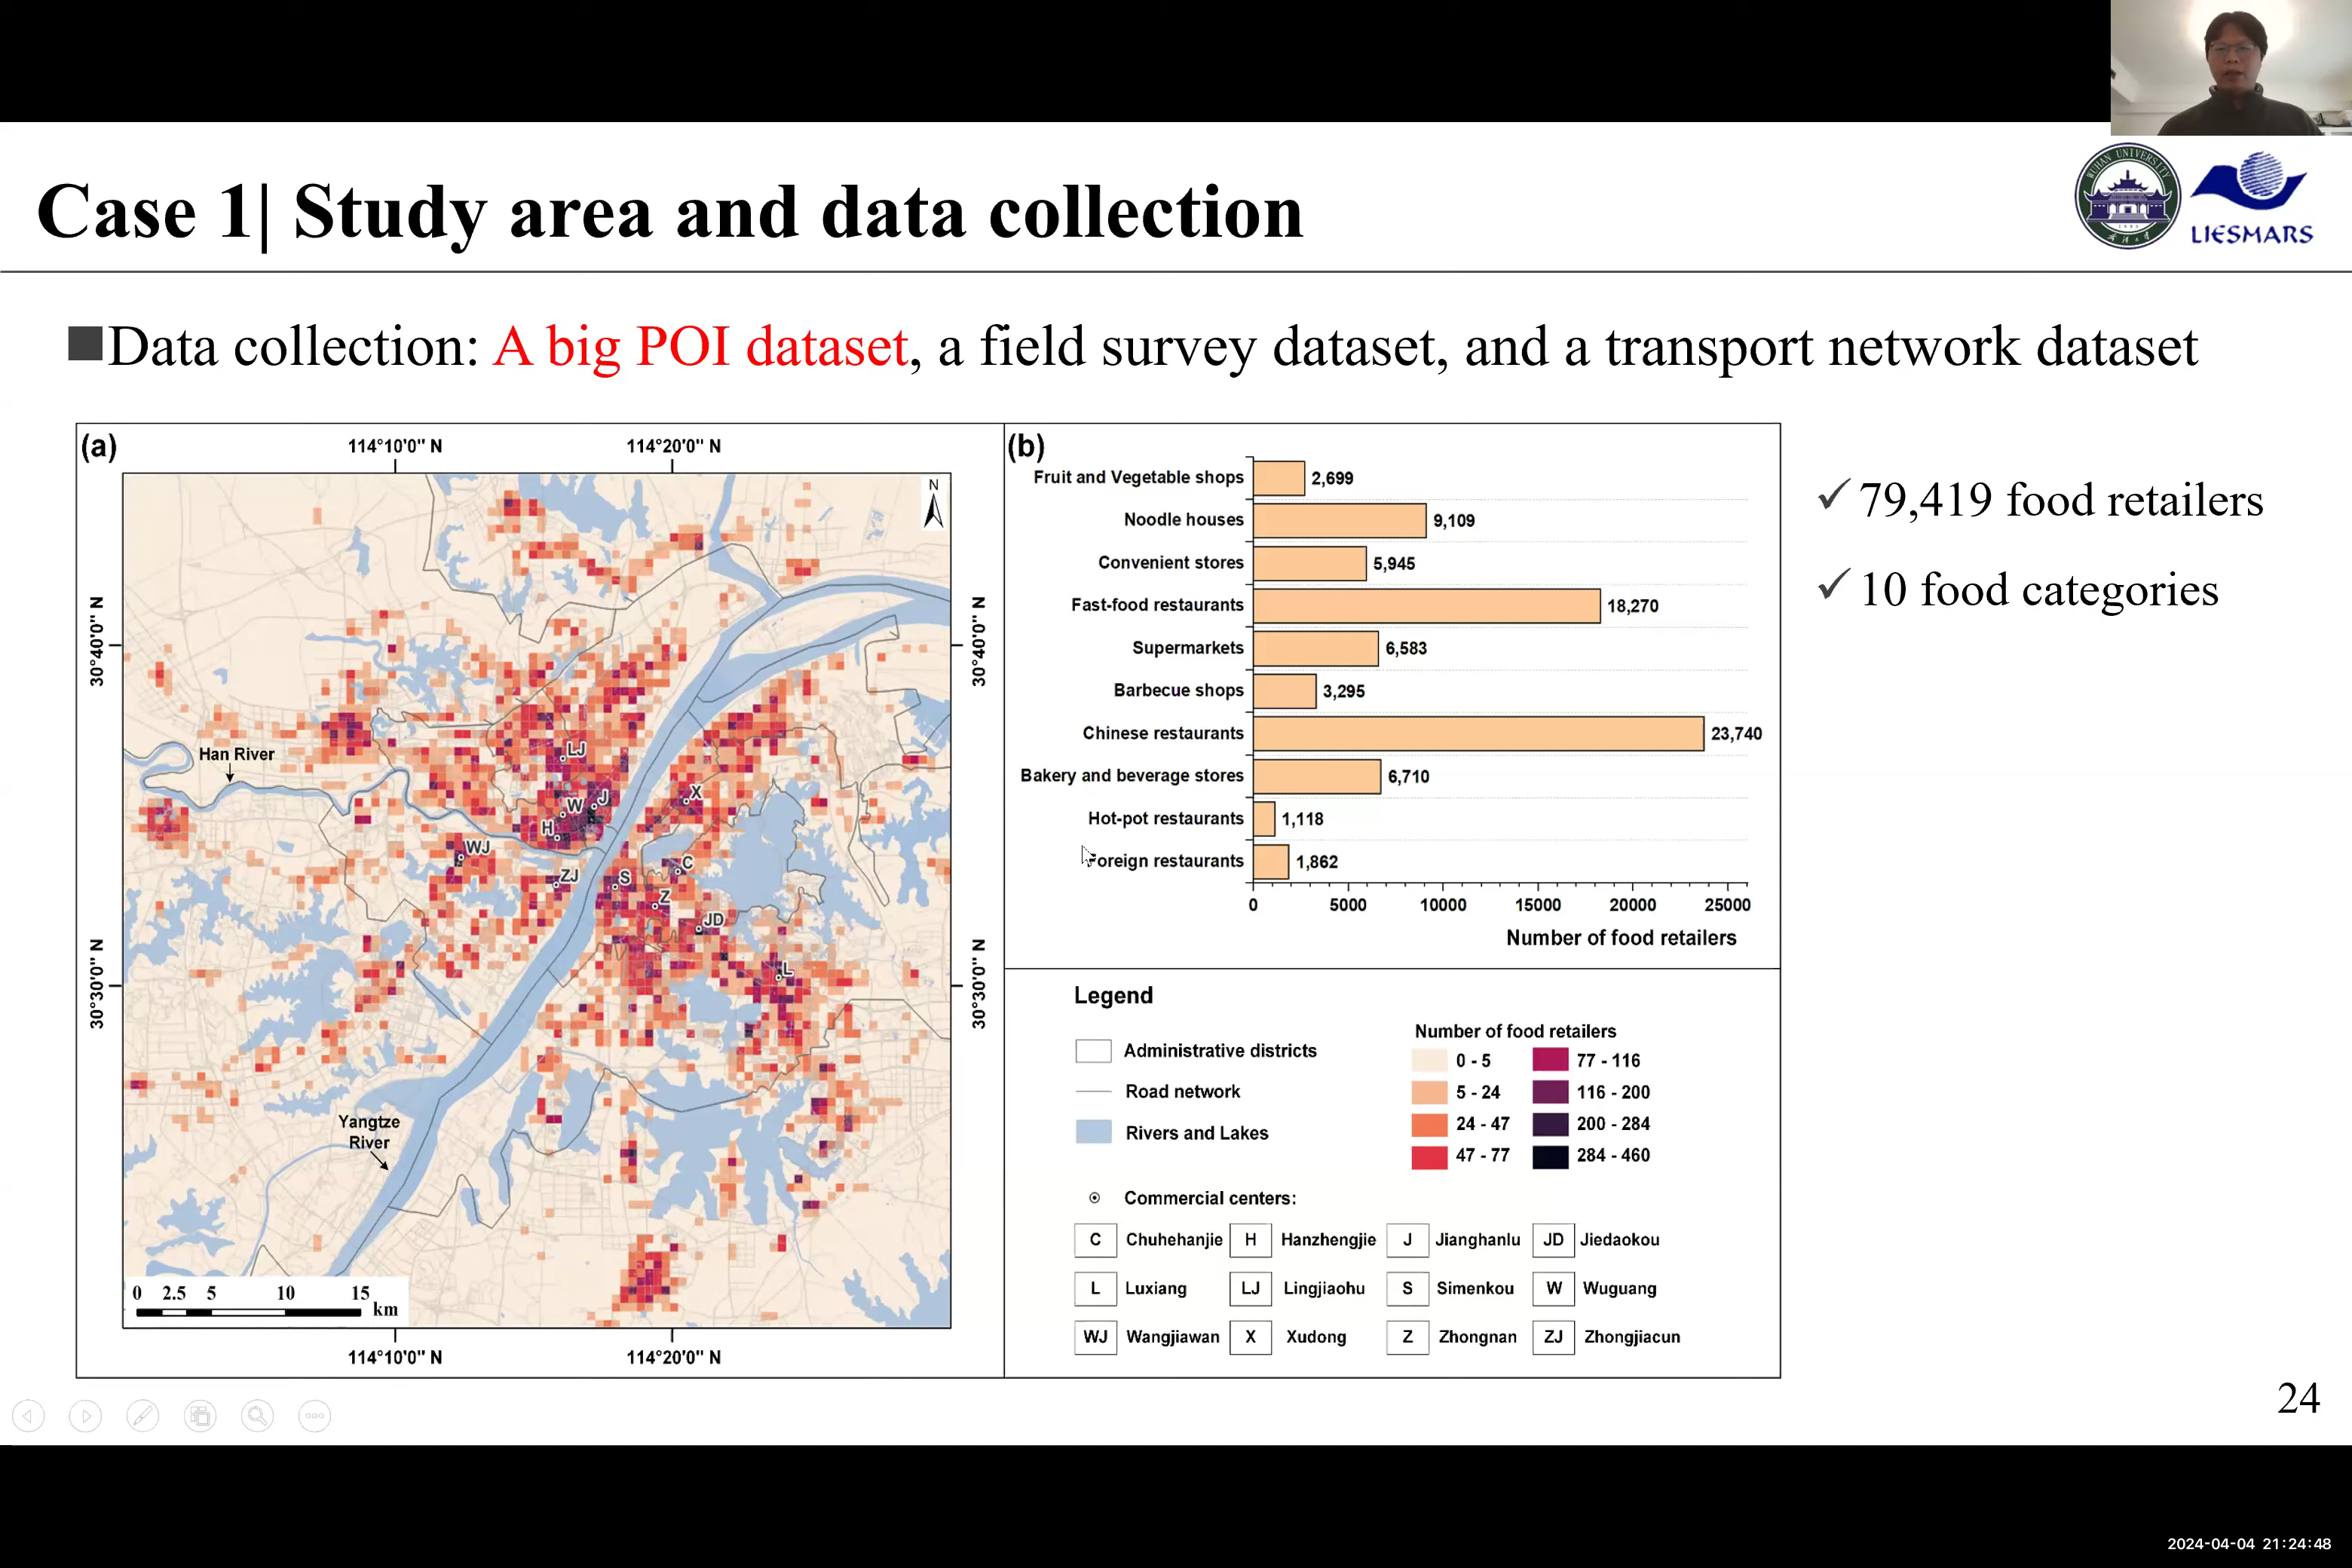 Case 1| Study area and data collection
WUHAN UNIVERSITY
LIESMARS
■Data collection: A big POI dataset, a field survey dataset, and a transport network dataset
(a)
114°10'0" N
114°20'0" N
N
30°40'0" N
30°40'0" N
30°30'0" N
30°30'0" N
Han River
LJ
W
J
X
H
WJ
ZJ
S
C
Z
JD
L
Yangtze
River
0 2.5 5 10 15
km
114°10'0" N
114°20'0" N
(b)
Fruit and Vegetable shops 2,699
Noodle houses 9,109
Convenient stores 5,945
Fast-food restaurants 18,270
Supermarkets 6,583
Barbecue shops 3,295
Chinese restaurants 23,740
Bakery and beverage stores 6,710
Hot-pot restaurants 1,118
Foreign restaurants 1,862
0 5000 10000 15000 20000 25000
Number of food retailers
Legend
Administrative districts
Road network
Rivers and Lakes
Number of food retailers
0 - 5 77 - 116
5 - 24 116 - 200
24 - 47 200 - 284
47 - 77 284 - 460
Commercial centers:
C Chuhehanjie H Hanzhengjie J Jianghanlu JD Jiedaokou
L Luxiang LJ Lingjiaohu S Simenkou W Wuguang
WJ Wangjiawan X Xudong Z Zhongnan ZJ Zhongjiacun
✓ 79,419 food retailers
✓ 10 food categories
24
2024-04-04 21:24:48